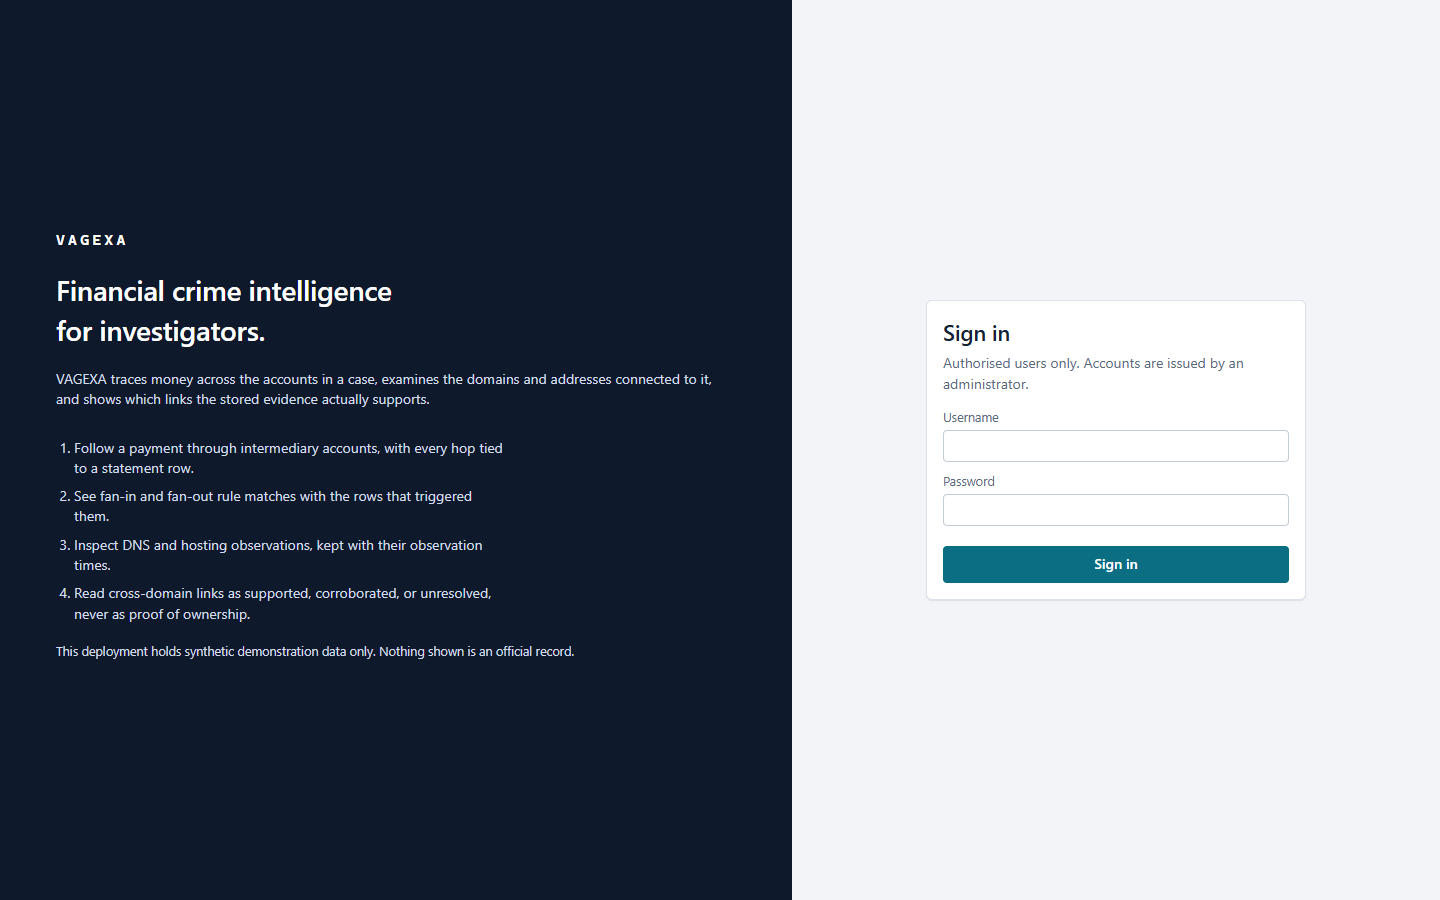 VAGEXA
Financial crime intelligence
for investigators.
VAGEXA traces money across the accounts in a case, examines the domains and addresses connected to it,
and shows which links the stored evidence actually supports.
1. Follow a payment through intermediary accounts, with every hop tied
to a statement row.
2. See fan-in and fan-out rule matches with the rows that triggered
them.
3. Inspect DNS and hosting observations, kept with their observation
times.
4. Read cross-domain links as supported, corroborated, or unresolved,
never as proof of ownership.
This deployment holds synthetic demonstration data only. Nothing shown is an official record.
Sign in
Authorised users only. Accounts are issued by an
administrator.
Username
Password
Sign in